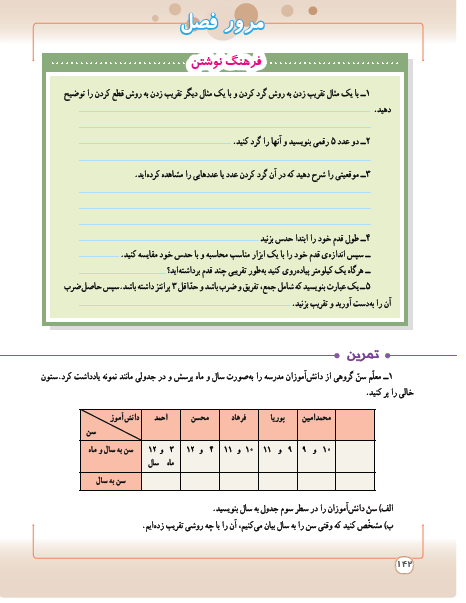 مرور فصل
فرهنگ نوشتن
۱ــ با یک مثال تقریب زدن به روش گرد کردن و با یک مثال دیگر تقریب زدن به روش قطع کردن را توضیح
دهید.
۲ــ دو عدد ۵ رقمی بنویسید و آنها را گرد کنید.
۳ــ موقعیتی را شرح دهید که در آن گرد کردن عدد یا عددهایی را مشاهده کرده‌اید.
۴ــ طول قدم خود را ابتدا حدس بزنید
ــ سپس اندازه‌ی قدم خود را با یک ابزار مناسب محاسبه و با حدس خود مقایسه کنید.
ــ هرگاه یک کیلومتر پیاده‌روی کنید به‌طور تقریبی چند قدم برداشته‌اید؟
۵ــ یک عبارت بنویسید که شامل جمع، تفریق و ضرب باشد و حدّاقل ۳ پرانتز داشته باشد. سپس حاصل ضرب
آن را به‌دست آورید و تقریب بزنید.
تمرین
۱ــ معلّم سنّ گروهی از دانش‌آموزان مدرسه را به‌صورت سال و ماه پرسش و در جدولی مانند نمونه یادداشت کرد. ستون
خالی را پر کنید.
دانش‌آموز سن احمد محسن فرهاد پوریا محمدامین
سن به سال و ماه ۳ و ۱۲ ۴ و ۱۲ ۱۰ و ۱۱ ۹ و ۱۱ ۱۰ و ۹
ماه سال
سن به سال
الف) سنّ دانش‌آموزان را در سطر سوم جدول به سال بنویسید.
ب) مشخّص کنید که وقتی سن را به سال بیان می‌کنیم، آن را با چه روشی تقریب زده‌ایم.
۱۴۲